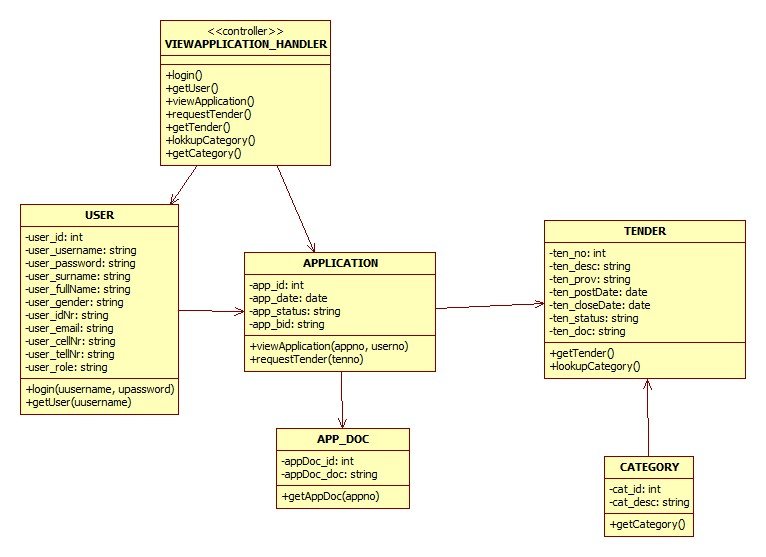 <<controller>>
VIEWAPPLICATION_HANDLER
+login()
+getUser()
+viewApplication()
+requestTender()
+getTender()
+lokkupCategory()
+getCategory()
USER
-user_id: int
-user_username: string
-user_password: string
-user_surname: string
-user_fullName: string
-user_gender: string
-user_idNr: string
-user_email: string
-user_cellNr: string
-user_tellNr: string
-user_role: string
+login(uusername, upassword)
+getUser(uusername)
APPLICATION
-app_id: int
-app_date: date
-app_status: string
-app_bid: string
+viewApplication(appno, userno)
+requestTender(tenno)
TENDER
-ten_no: int
-ten_desc: string
-ten_prov: string
-ten_postDate: date
-ten_closeDate: date
-ten_status: string
-ten_doc: string
+getTender()
+lookupCategory()
APP_DOC
-appDoc_id: int
-appDoc_doc: string
+getAppDoc(appno)
CATEGORY
-cat_id: int
-cat_desc: string
+getCategory()